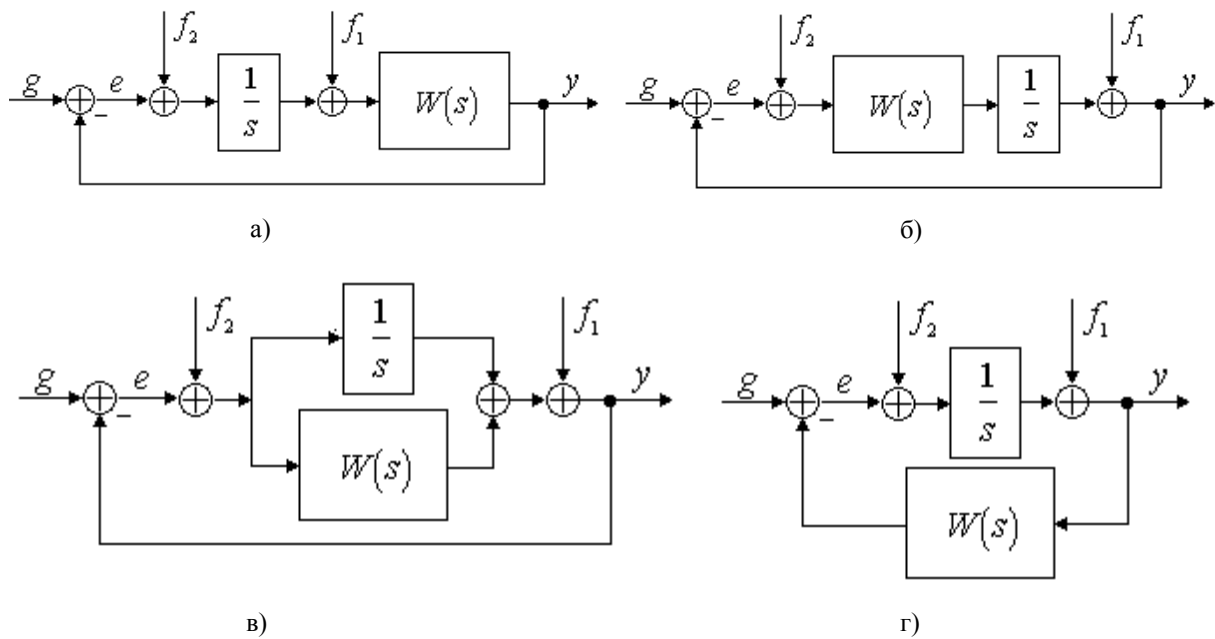 g
e
f₂
1
s
f₁
W(s)
y
−
а)
g
e
f₂
W(s)
1
s
f₁
y
−
б)
g
e
f₂
1
s
W(s)
f₁
y
−
в)
g
e
f₂
1
s
f₁
y
−
W(s)
г)